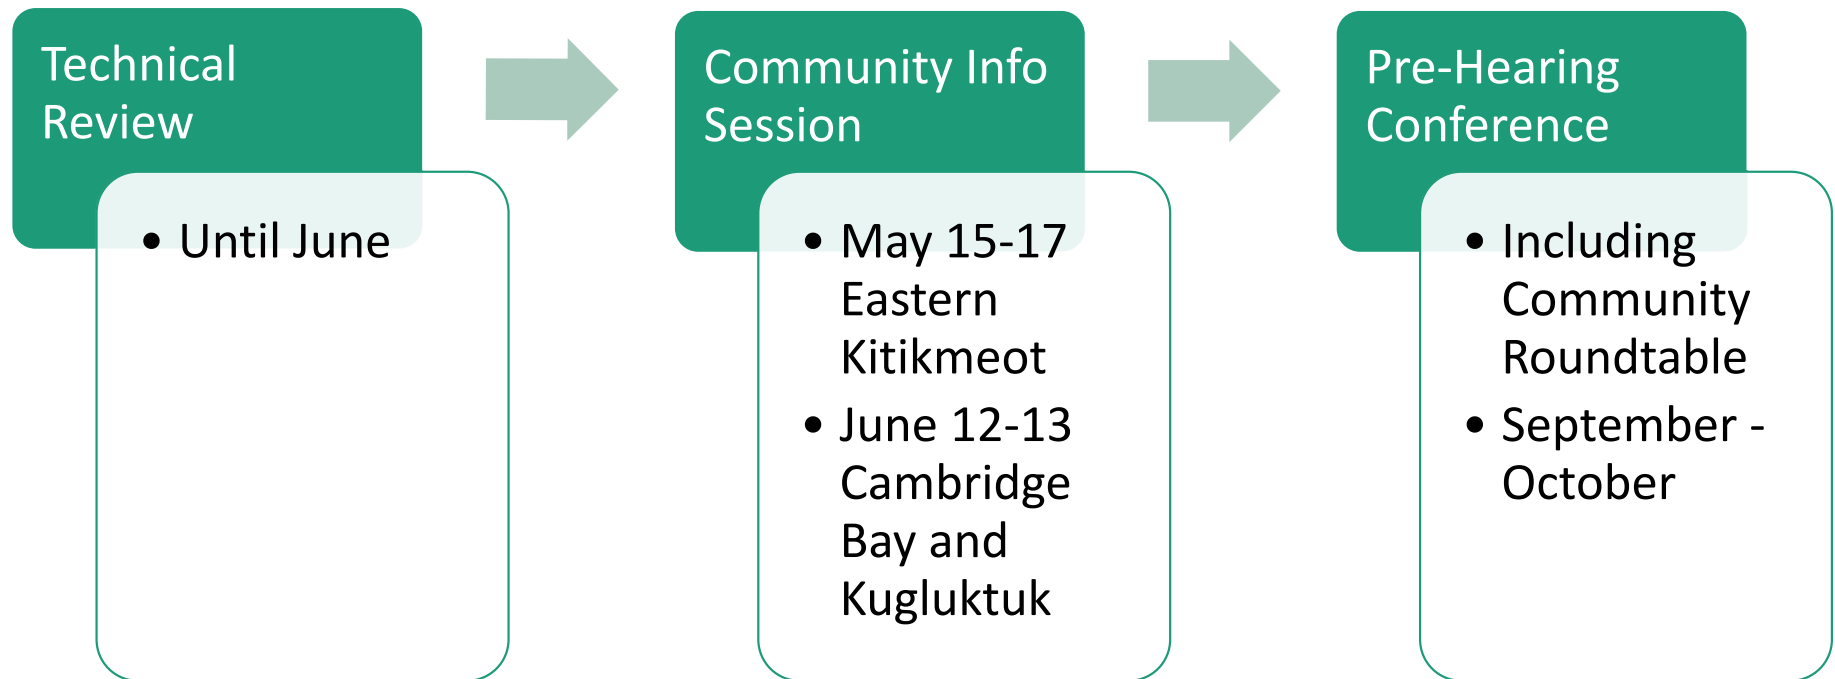 Technical
Review
• Until June
Community Info
Session
• May 15-17
Eastern
Kitikmeot
• June 12-13
Cambridge
Bay and
Kugluktuk
Pre-Hearing
Conference
• Including
Community
Roundtable
• September -
October